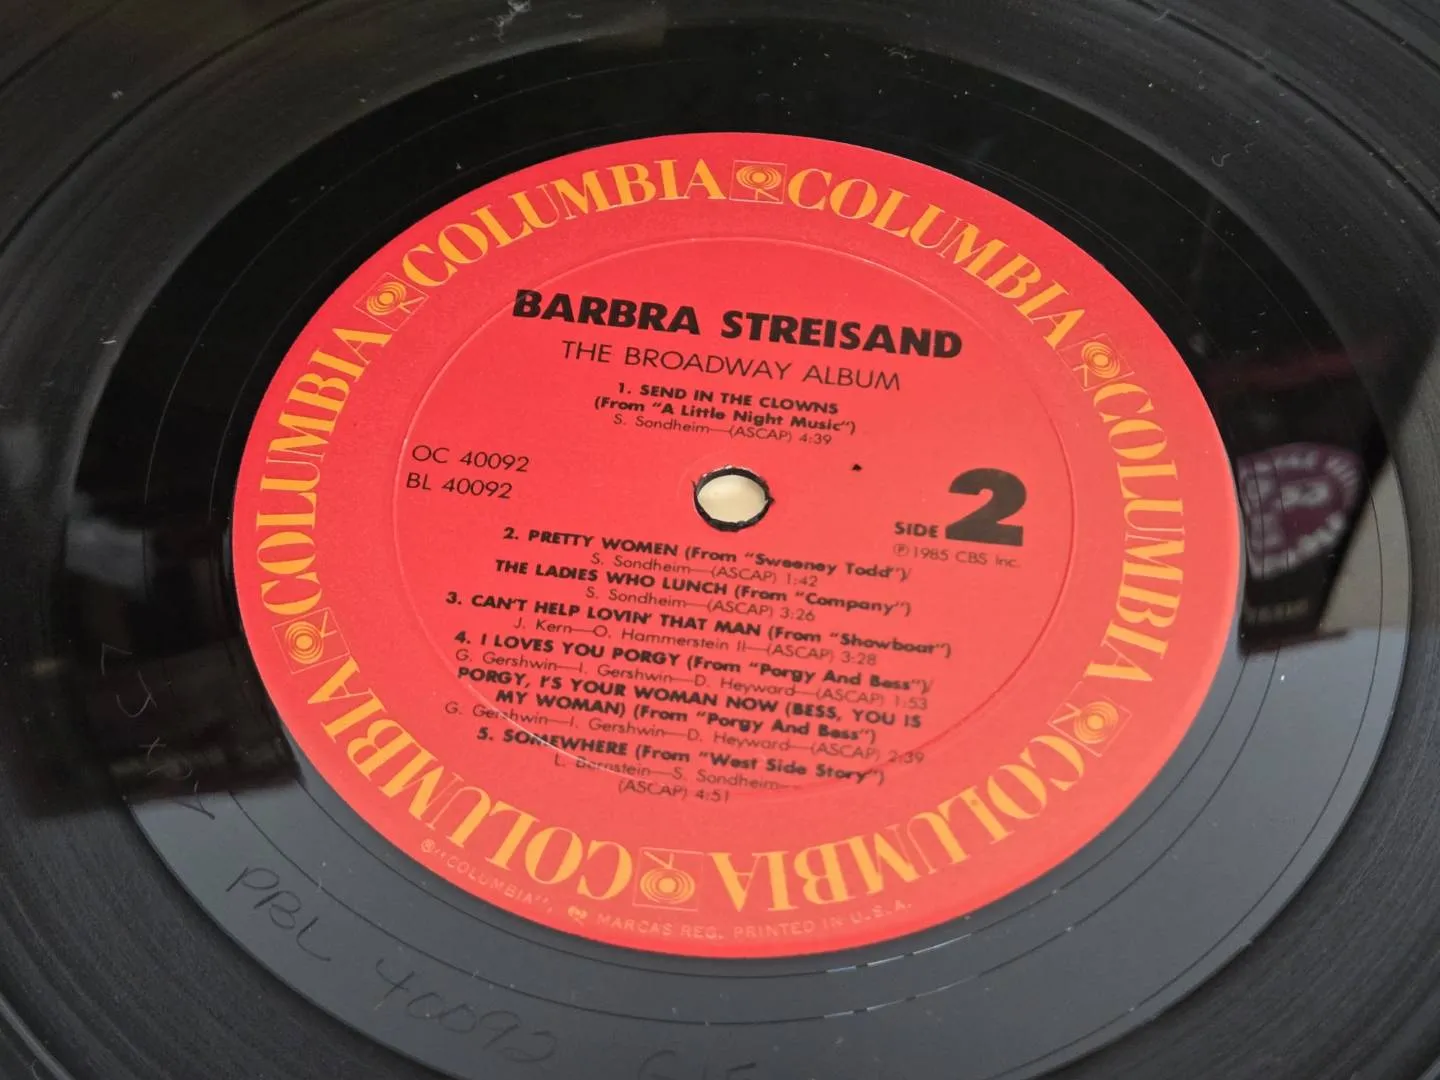 COLUMBIA COLUMBIA COLUMBIA COLUMBIA COLUMBIA COLUMBIA
BARBRA STREISAND
THE BROADWAY ALBUM
1. SEND IN THE CLOWNS
(From "A Little Night Music")
S. Sondheim—(ASCAP) 4:39
OC 40092
BL 40092
SIDE 2
℗ 1985 CBS Inc.
2. PRETTY WOMEN (From "Sweeney Todd")/
S. Sondheim—(ASCAP) 1:42
THE LADIES WHO LUNCH (From "Company")
S. Sondheim—(ASCAP) 3:26
3. CAN'T HELP LOVIN' THAT MAN (From "Showboat")
J. Kern—O. Hammerstein II—(ASCAP) 3:28
4. I LOVES YOU PORGY (From "Porgy And Bess")/
G. Gershwin—I. Gershwin—D. Heyward—(ASCAP) 1:53
PORGY, I'S YOUR WOMAN NOW (BESS, YOU IS
MY WOMAN) (From "Porgy And Bess")
G. Gershwin—I. Gershwin—D. Heyward—(ASCAP) 2:39
5. SOMEWHERE (From "West Side Story")
L. Bernstein—S. Sondheim—
(ASCAP) 4:51
® "COLUMBIA", MARCAS REG. PRINTED IN U.S.A.
PBL 40092